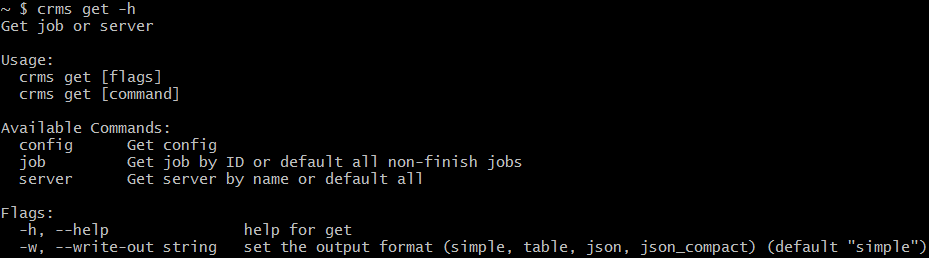 ~ $ crms get -h
Get job or server

Usage:
  crms get [flags]
  crms get [command]

Available Commands:
  config      Get config
  job         Get job by ID or default all non-finish jobs
  server      Get server by name or default all

Flags:
  -h, --help               help for get
  -w, --write-out string   set the output format (simple, table, json, json_compact) (default "simple")